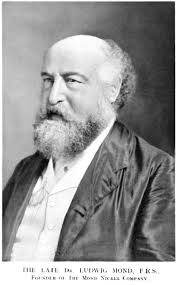 THE LATE DR. LUDWIG MOND, F.R.S.
FOUNDER OF THE MOND NICKEL COMPANY.